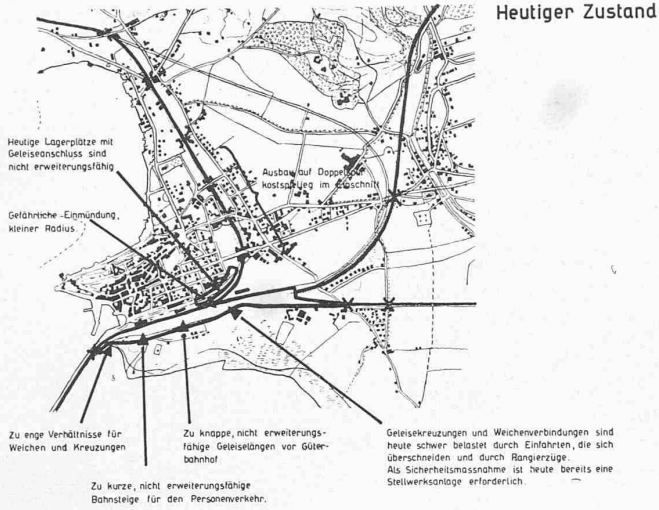 Heutiger Zustand
Heutige Lagerplätze mit
Geleiseanschluss sind
nicht erweiterungsfähig
Ausbau auf Doppelspur
kostspielieg im Einschnitt
Gefährliche Einmündung,
kleiner Radius.
Zu enge Verhältnisse für
Weichen und Kreuzungen
Zu knappe, nicht erweiterungs-
fähige Geleiselängen vor Güter-
bahnhof
Zu kurze, nicht erweiterungsfähige
Bahnsteige für den Personenverkehr.
Geleisekreuzungen und Weichenverbindungen sind
heute schwer belastet durch Einfahrten, die sich
überschneiden und durch Rangierzüge.
Als Sicherheitsmassnahme ist heute bereits eine
Stellwerksanlage erforderlich.